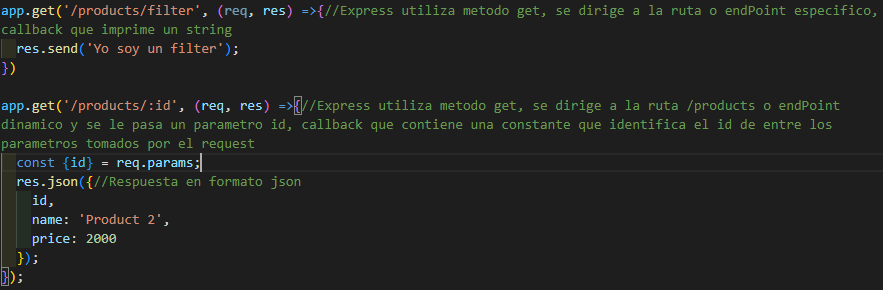 app.get('/products/filter', (req, res) =>{//Express utiliza metodo get, se dirige a la ruta o endPoint especifico,
callback que imprime un string
  res.send('Yo soy un filter');
})

app.get('/products/:id', (req, res) =>{//Express utiliza metodo get, se dirige a la ruta /products o endPoint
dinamico y se le pasa un parametro id, callback que contiene una constante que identifica el id de entre los
parametros tomados por el request
  const {id} = req.params;
  res.json({//Respuesta en formato json
    id,
    name: 'Product 2',
    price: 2000
  });
});